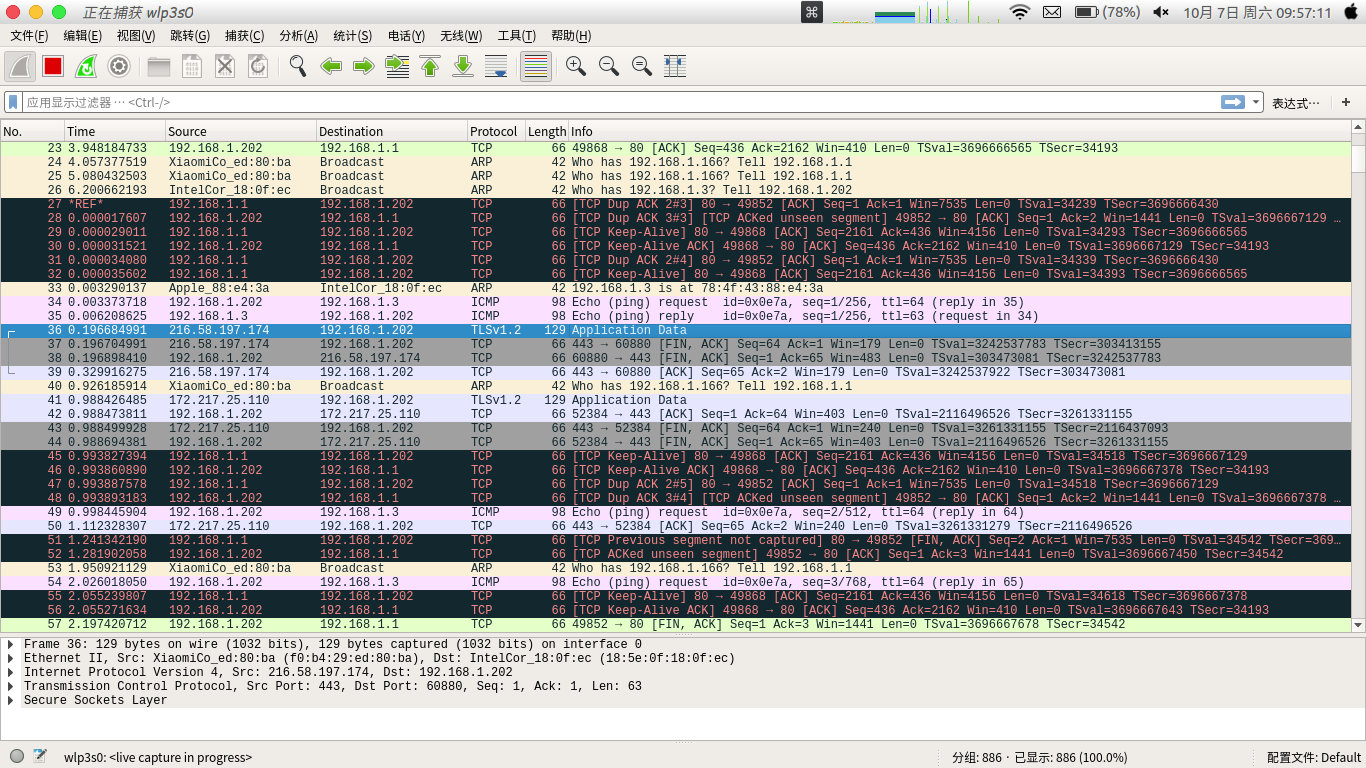 正在捕获 wlp3s0 (78%) 10月 7日 周六 09:57:11
文件(F) 编辑(E) 视图(V) 跳转(G) 捕获(C) 分析(A) 统计(S) 电话(Y) 无线(W) 工具(T) 帮助(H)
应用显示过滤器 … <Ctrl-/> 表达式… +
No. Time Source Destination Protocol Length Info
23 3.948184733 192.168.1.202 192.168.1.1 TCP 66 49868 → 80 [ACK] Seq=436 Ack=2162 Win=410 Len=0 TSval=3696666565 TSecr=34193
24 4.057377519 XiaomiCo_ed:80:ba Broadcast ARP 42 Who has 192.168.1.166? Tell 192.168.1.1
25 5.080432503 XiaomiCo_ed:80:ba Broadcast ARP 42 Who has 192.168.1.166? Tell 192.168.1.1
26 6.200662193 IntelCor_18:0f:ec Broadcast ARP 42 Who has 192.168.1.3? Tell 192.168.1.202
27 *REF* 192.168.1.1 192.168.1.202 TCP 66 [TCP Dup ACK 2#3] 80 → 49852 [ACK] Seq=1 Ack=1 Win=7535 Len=0 TSval=34239 TSecr=3696666430
28 0.000017607 192.168.1.202 192.168.1.1 TCP 66 [TCP Dup ACK 3#3] [TCP ACKed unseen segment] 49852 → 80 [ACK] Seq=1 Ack=2 Win=1441 Len=0 TSval=3696667129 …
29 0.000029011 192.168.1.1 192.168.1.202 TCP 66 [TCP Keep-Alive] 80 → 49868 [ACK] Seq=2161 Ack=436 Win=4156 Len=0 TSval=34293 TSecr=3696666565
30 0.000031521 192.168.1.202 192.168.1.1 TCP 66 [TCP Keep-Alive ACK] 49868 → 80 [ACK] Seq=436 Ack=2162 Win=410 Len=0 TSval=3696667129 TSecr=34193
31 0.000034080 192.168.1.1 192.168.1.202 TCP 66 [TCP Dup ACK 2#4] 80 → 49852 [ACK] Seq=1 Ack=1 Win=7535 Len=0 TSval=34339 TSecr=3696666430
32 0.000035602 192.168.1.1 192.168.1.202 TCP 66 [TCP Keep-Alive] 80 → 49868 [ACK] Seq=2161 Ack=436 Win=4156 Len=0 TSval=34393 TSecr=3696666565
33 0.003290137 Apple_88:e4:3a IntelCor_18:0f:ec ARP 42 192.168.1.3 is at 78:4f:43:88:e4:3a
34 0.003373718 192.168.1.202 192.168.1.3 ICMP 98 Echo (ping) request id=0x0e7a, seq=1/256, ttl=64 (reply in 35)
35 0.006208625 192.168.1.3 192.168.1.202 ICMP 98 Echo (ping) reply id=0x0e7a, seq=1/256, ttl=63 (request in 34)
36 0.196684991 216.58.197.174 192.168.1.202 TLSv1.2 129 Application Data
37 0.196704991 216.58.197.174 192.168.1.202 TCP 66 443 → 60880 [FIN, ACK] Seq=64 Ack=1 Win=179 Len=0 TSval=3242537783 TSecr=303413155
38 0.196898410 192.168.1.202 216.58.197.174 TCP 66 60880 → 443 [FIN, ACK] Seq=1 Ack=65 Win=483 Len=0 TSval=303473081 TSecr=3242537783
39 0.329916275 216.58.197.174 192.168.1.202 TCP 66 443 → 60880 [ACK] Seq=65 Ack=2 Win=179 Len=0 TSval=3242537922 TSecr=303473081
40 0.926185914 XiaomiCo_ed:80:ba Broadcast ARP 42 Who has 192.168.1.166? Tell 192.168.1.1
41 0.988426485 172.217.25.110 192.168.1.202 TLSv1.2 129 Application Data
42 0.988473811 192.168.1.202 172.217.25.110 TCP 66 52384 → 443 [ACK] Seq=1 Ack=64 Win=403 Len=0 TSval=2116496526 TSecr=3261331155
43 0.988499928 172.217.25.110 192.168.1.202 TCP 66 443 → 52384 [FIN, ACK] Seq=64 Ack=1 Win=240 Len=0 TSval=3261331155 TSecr=2116437093
44 0.988694381 192.168.1.202 172.217.25.110 TCP 66 52384 → 443 [FIN, ACK] Seq=1 Ack=65 Win=403 Len=0 TSval=2116496526 TSecr=3261331155
45 0.993827394 192.168.1.1 192.168.1.202 TCP 66 [TCP Keep-Alive] 80 → 49868 [ACK] Seq=2161 Ack=436 Win=4156 Len=0 TSval=34518 TSecr=3696667129
46 0.993860890 192.168.1.202 192.168.1.1 TCP 66 [TCP Keep-Alive ACK] 49868 → 80 [ACK] Seq=436 Ack=2162 Win=410 Len=0 TSval=3696667378 TSecr=34193
47 0.993887578 192.168.1.1 192.168.1.202 TCP 66 [TCP Dup ACK 2#5] 80 → 49852 [ACK] Seq=1 Ack=1 Win=7535 Len=0 TSval=34518 TSecr=3696667129
48 0.993893183 192.168.1.202 192.168.1.1 TCP 66 [TCP Dup ACK 3#4] [TCP ACKed unseen segment] 49852 → 80 [ACK] Seq=1 Ack=2 Win=1441 Len=0 TSval=3696667378 …
49 0.998445904 192.168.1.202 192.168.1.3 ICMP 98 Echo (ping) request id=0x0e7a, seq=2/512, ttl=64 (reply in 64)
50 1.112328307 172.217.25.110 192.168.1.202 TCP 66 443 → 52384 [ACK] Seq=65 Ack=2 Win=240 Len=0 TSval=3261331279 TSecr=2116496526
51 1.241342190 192.168.1.1 192.168.1.202 TCP 66 [TCP Previous segment not captured] 80 → 49852 [FIN, ACK] Seq=2 Ack=1 Win=7535 Len=0 TSval=34542 TSecr=369…
52 1.281902058 192.168.1.202 192.168.1.1 TCP 66 [TCP ACKed unseen segment] 49852 → 80 [ACK] Seq=1 Ack=3 Win=1441 Len=0 TSval=3696667450 TSecr=34542
53 1.950921129 XiaomiCo_ed:80:ba Broadcast ARP 42 Who has 192.168.1.166? Tell 192.168.1.1
54 2.026018050 192.168.1.202 192.168.1.3 ICMP 98 Echo (ping) request id=0x0e7a, seq=3/768, ttl=64 (reply in 65)
55 2.055239807 192.168.1.1 192.168.1.202 TCP 66 [TCP Keep-Alive] 80 → 49868 [ACK] Seq=2161 Ack=436 Win=4156 Len=0 TSval=34618 TSecr=3696667378
56 2.055271634 192.168.1.202 192.168.1.1 TCP 66 [TCP Keep-Alive ACK] 49868 → 80 [ACK] Seq=436 Ack=2162 Win=410 Len=0 TSval=3696667643 TSecr=34193
57 2.197420712 192.168.1.202 192.168.1.1 TCP 66 49852 → 80 [FIN, ACK] Seq=1 Ack=3 Win=1441 Len=0 TSval=3696667678 TSecr=34542
Frame 36: 129 bytes on wire (1032 bits), 129 bytes captured (1032 bits) on interface 0
Ethernet II, Src: XiaomiCo_ed:80:ba (f0:b4:29:ed:80:ba), Dst: IntelCor_18:0f:ec (18:5e:0f:18:0f:ec)
Internet Protocol Version 4, Src: 216.58.197.174, Dst: 192.168.1.202
Transmission Control Protocol, Src Port: 443, Dst Port: 60880, Seq: 1, Ack: 1, Len: 63
Secure Sockets Layer
wlp3s0: <live capture in progress> 分组: 886 · 已显示: 886 (100.0%) 配置文件: Default